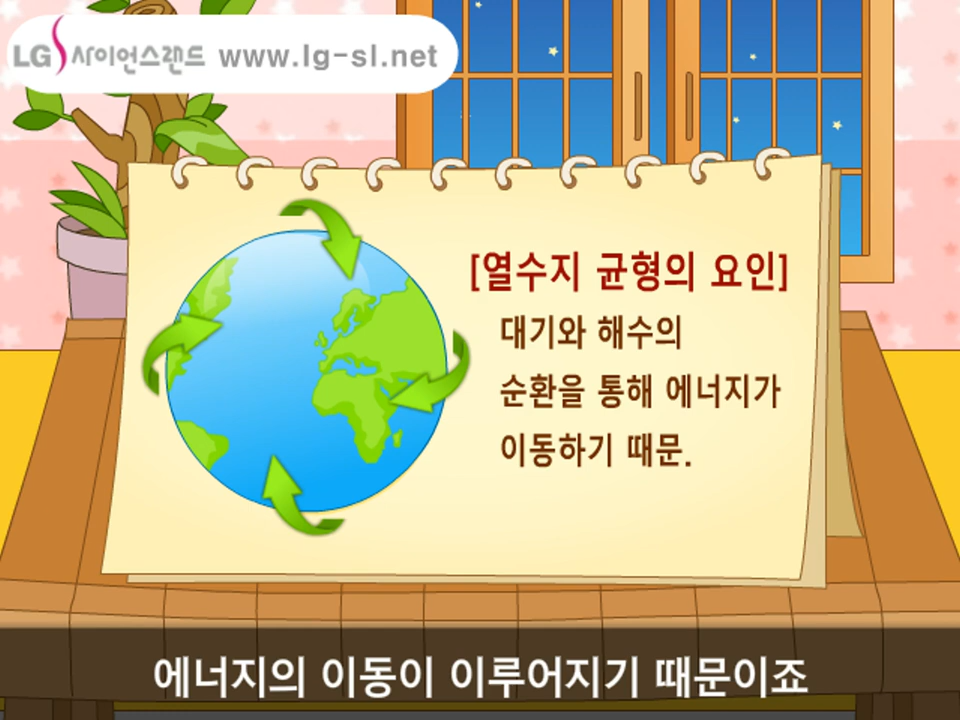 LG 사이언스랜드 www.lg-sl.net
[열수지 균형의 요인]
대기와 해수의
순환을 통해 에너지가
이동하기 때문.
에너지의 이동이 이루어지기 때문이죠